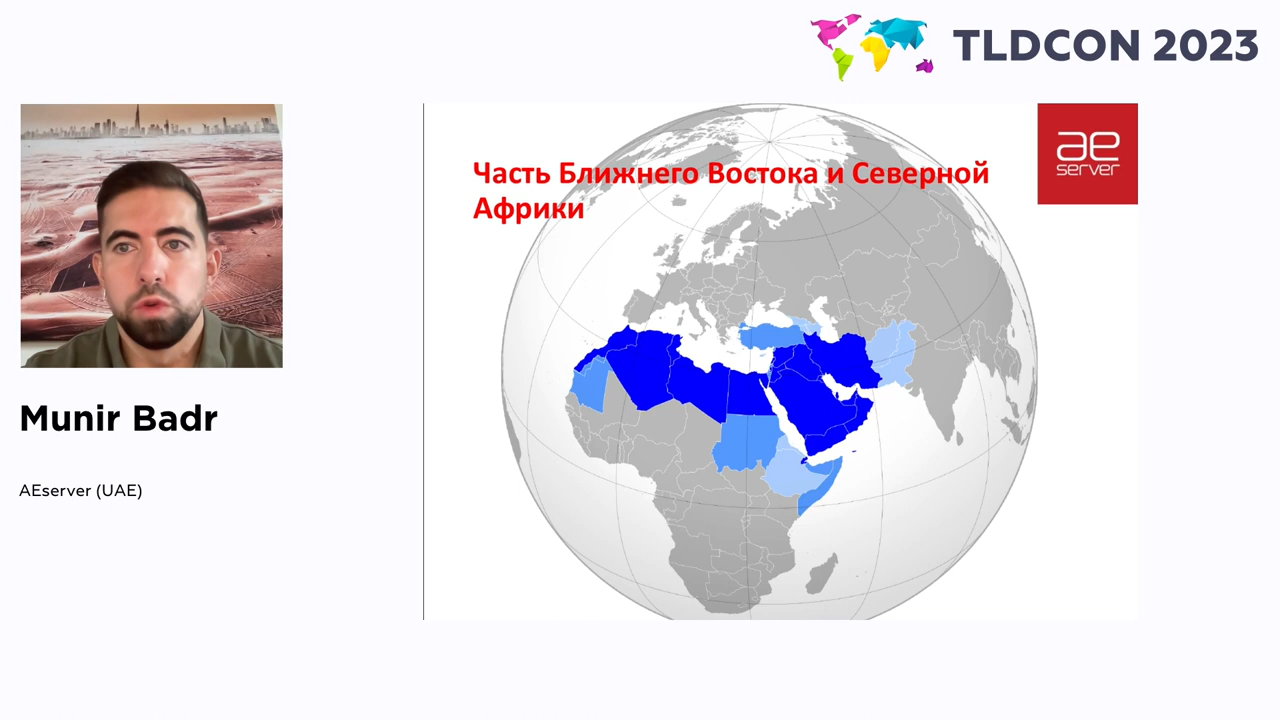 TLDCON 2023
Часть Ближнего Востока и Северной
Африки
ae
server
Munir Badr
AEserver (UAE)